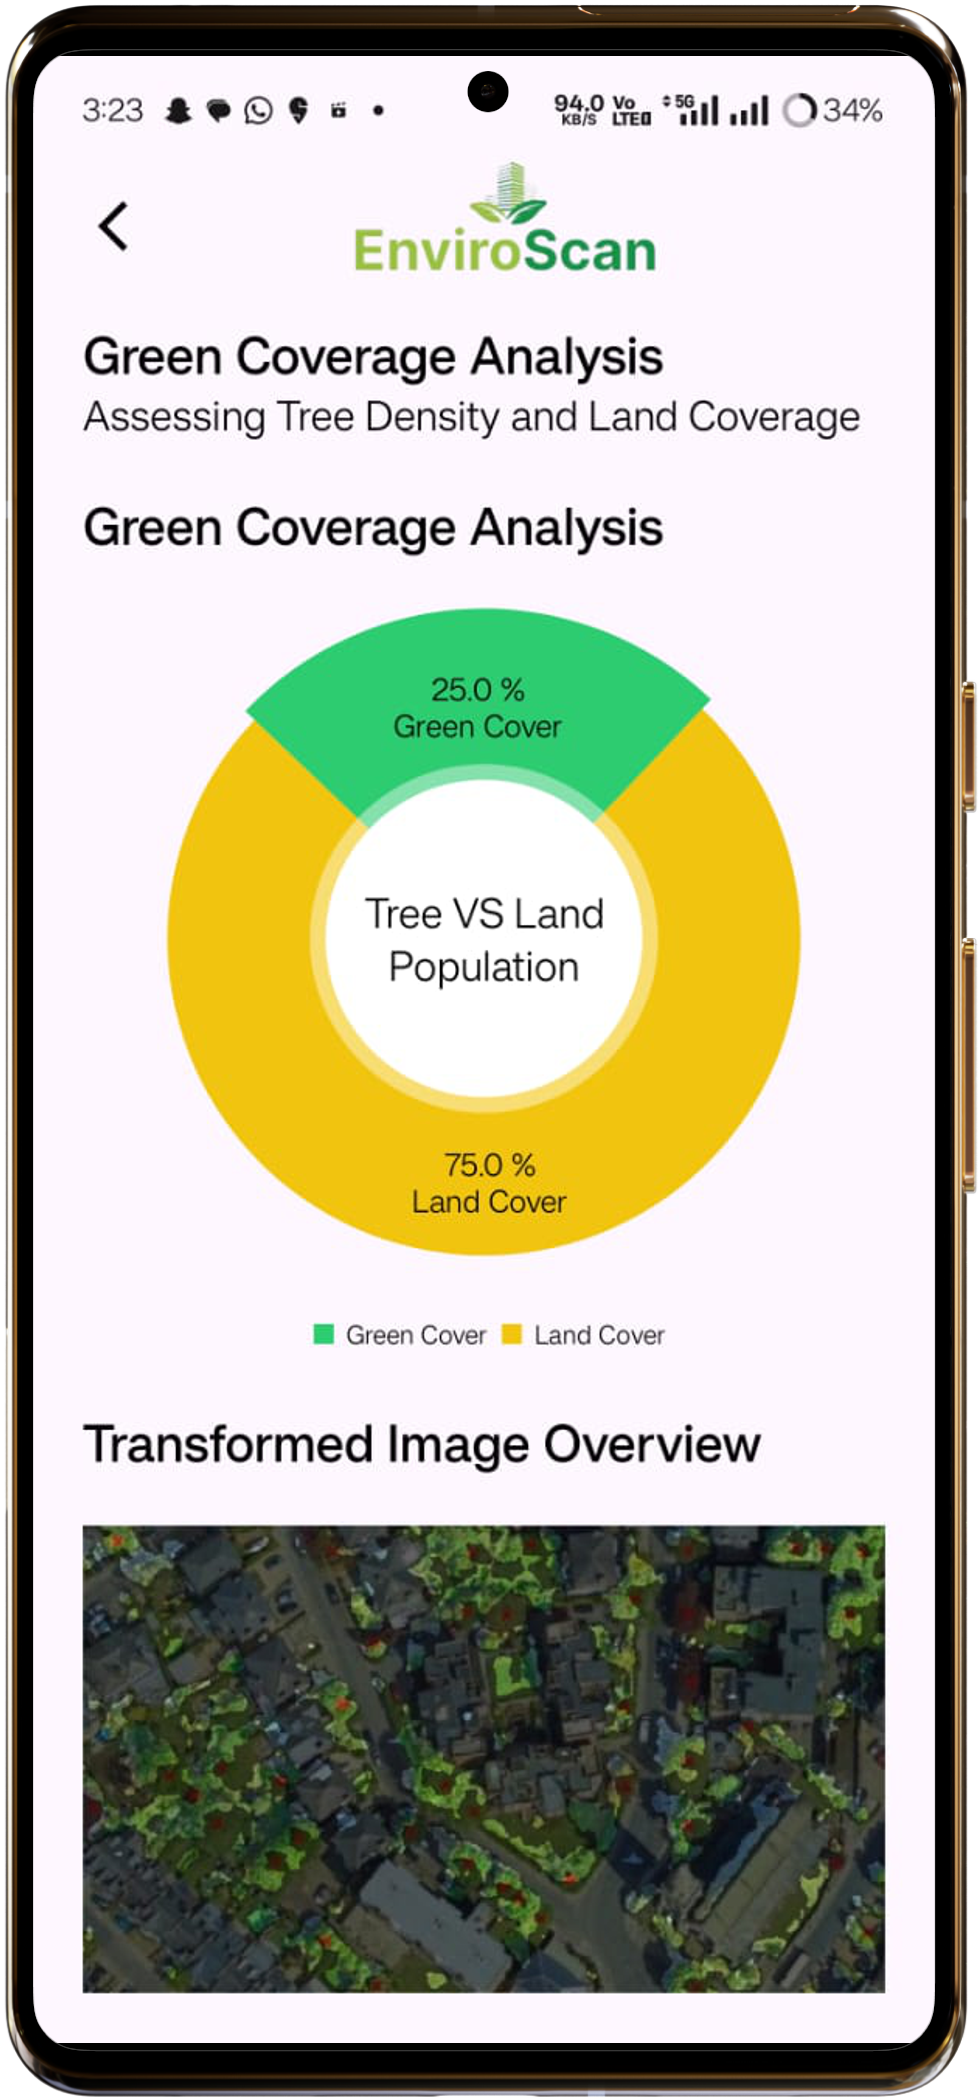 3:23
94.0 KB/S Vo LTE 5G 34%
EnviroScan
Green Coverage Analysis
Assessing Tree Density and Land Coverage
Green Coverage Analysis
25.0 %
Green Cover
Tree VS Land
Population
75.0 %
Land Cover
Green Cover Land Cover
Transformed Image Overview